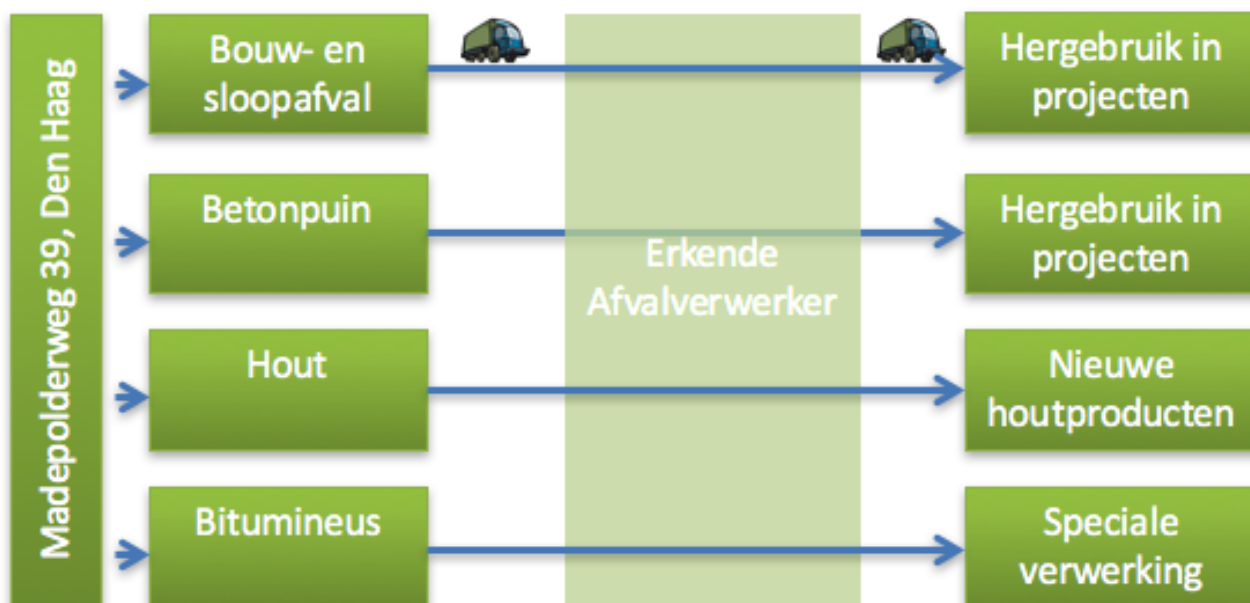 Madepolderweg 39, Den Haag
Bouw- en
sloopafval
Hergebruik in
projecten
Betonpuin
Hergebruik in
projecten
Erkende
Afvalverwerker
Hout
Nieuwe
houtproducten
Bitumineus
Speciale
verwerking